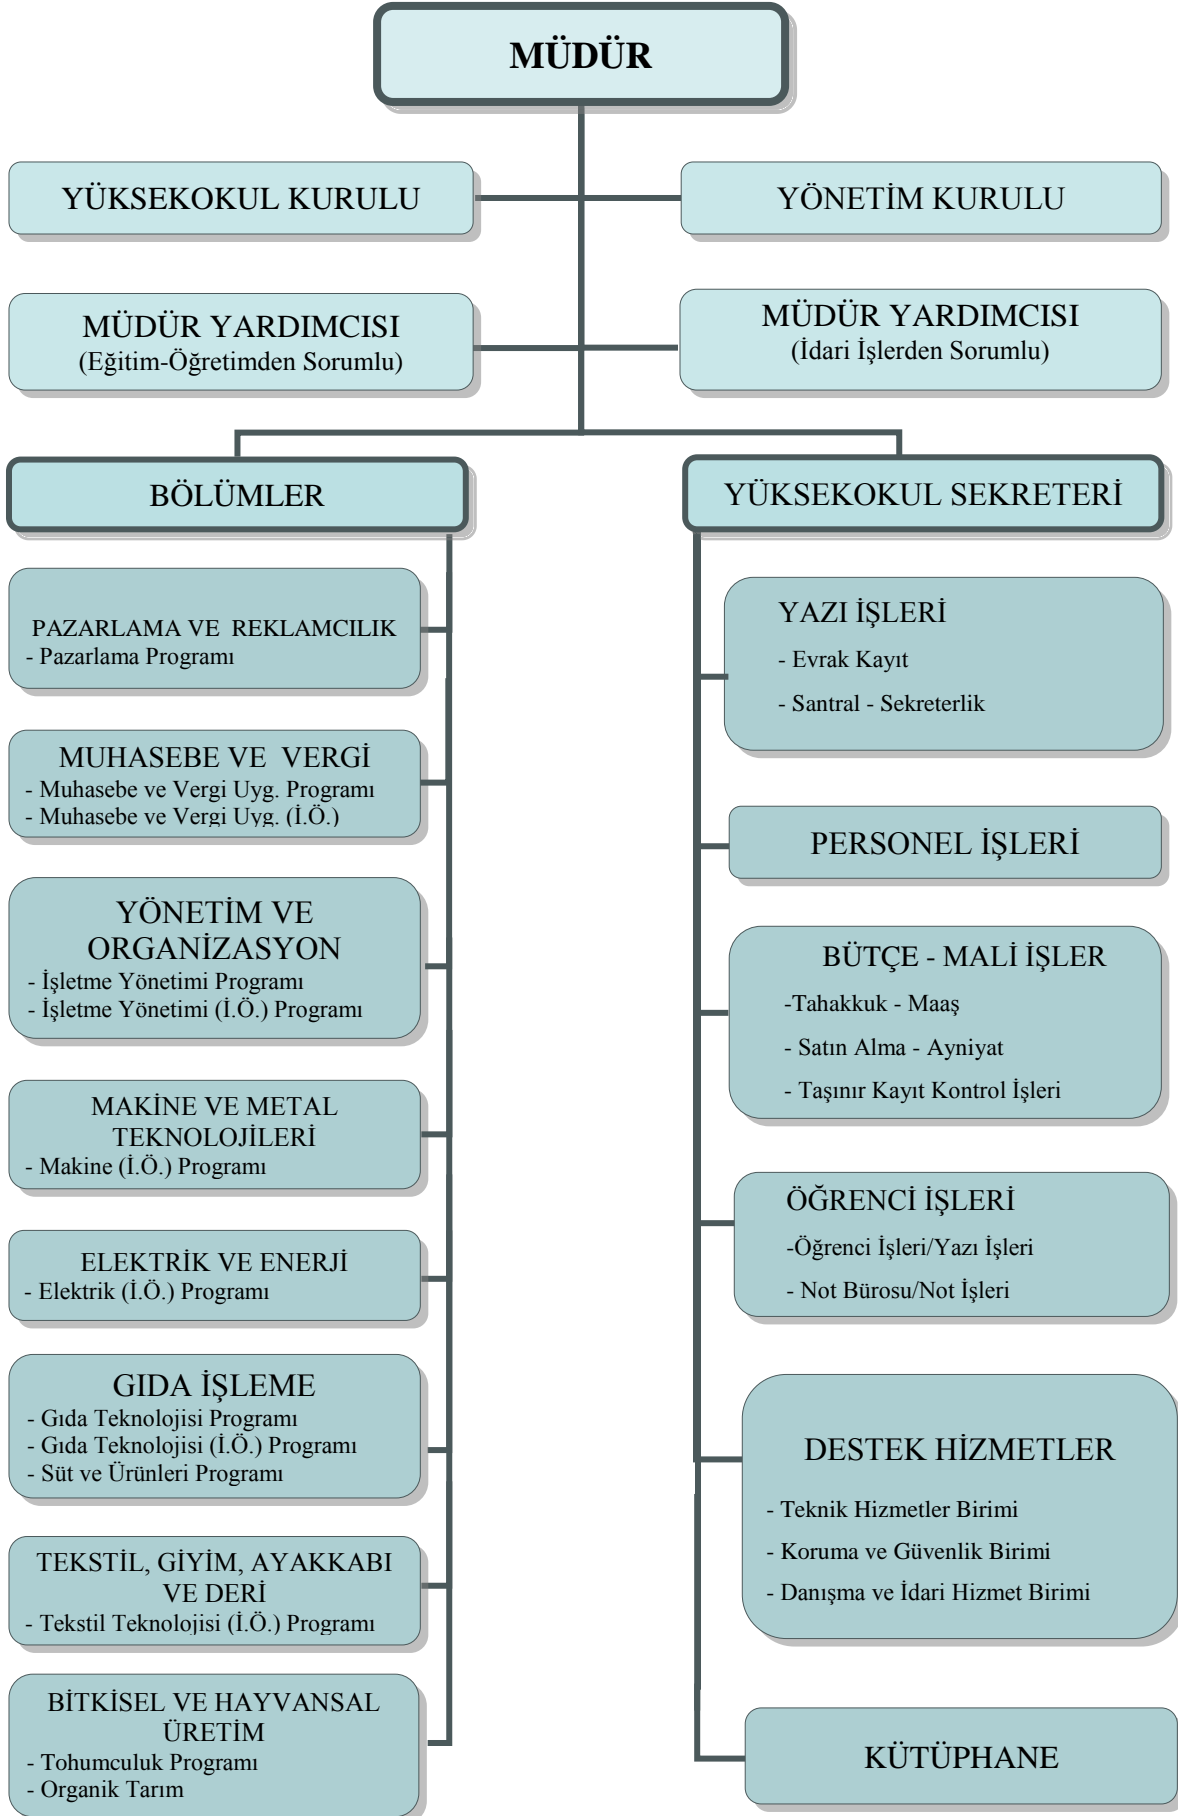 MÜDÜR
YÜKSEKOKUL KURULU
YÖNETİM KURULU
MÜDÜR YARDIMCISI
(Eğitim-Öğretimden Sorumlu)
MÜDÜR YARDIMCISI
(İdari İşlerden Sorumlu)
BÖLÜMLER
PAZARLAMA VE REKLAMCILIK
- Pazarlama Programı
MUHASEBE VE VERGİ
- Muhasebe ve Vergi Uyg. Programı
- Muhasebe ve Vergi Uyg. (İ.Ö.)
YÖNETİM VE
ORGANİZASYON
- İşletme Yönetimi Programı
- İşletme Yönetimi (İ.Ö.) Programı
MAKİNE VE METAL
TEKNOLOJİLERİ
- Makine (İ.Ö.) Programı
ELEKTRİK VE ENERJİ
- Elektrik (İ.Ö.) Programı
GIDA İŞLEME
- Gıda Teknolojisi Programı
- Gıda Teknolojisi (İ.Ö.) Programı
- Süt ve Ürünleri Programı
TEKSTİL, GİYİM, AYAKKABI
VE DERİ
- Tekstil Teknolojisi (İ.Ö.) Programı
BİTKİSEL VE HAYVANSAL
ÜRETİM
- Tohumculuk Programı
- Organik Tarım
YÜKSEKOKUL SEKRETERİ
YAZI İŞLERİ
- Evrak Kayıt
- Santral - Sekreterlik
PERSONEL İŞLERİ
BÜTÇE - MALİ İŞLER
-Tahakkuk - Maaş
- Satın Alma - Ayniyat
- Taşınır Kayıt Kontrol İşleri
ÖĞRENCİ İŞLERİ
-Öğrenci İşleri/Yazı İşleri
- Not Bürosu/Not İşleri
DESTEK HİZMETLER
- Teknik Hizmetler Birimi
- Koruma ve Güvenlik Birimi
- Danışma ve İdari Hizmet Birimi
KÜTÜPHANE